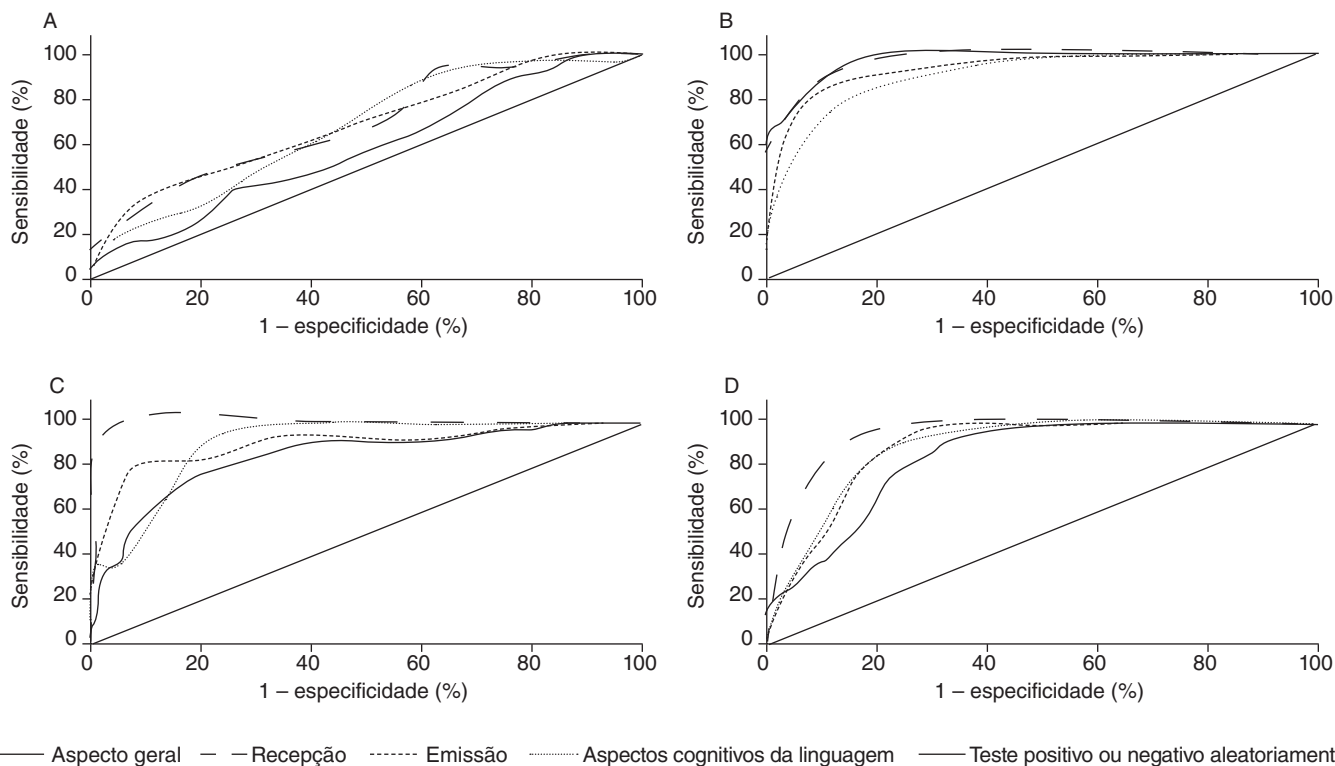 A
Sensibilidade (%)
100
80
60
40
20
0
0 20 40 60 80 100
1 – especificidade (%)
B
Sensibilidade (%)
100
80
60
40
20
0
0 20 40 60 80 100
1 – especificidade (%)
C
Sensibilidade (%)
100
80
60
40
20
0
0 20 40 60 80 100
1 – especificidade (%)
D
Sensibilidade (%)
100
80
60
40
20
0
0 20 40 60 80 100
1 – especificidade (%)
Aspecto geral Recepção Emissão Aspectos cognitivos da linguagem Teste positivo ou negativo aleatoriament